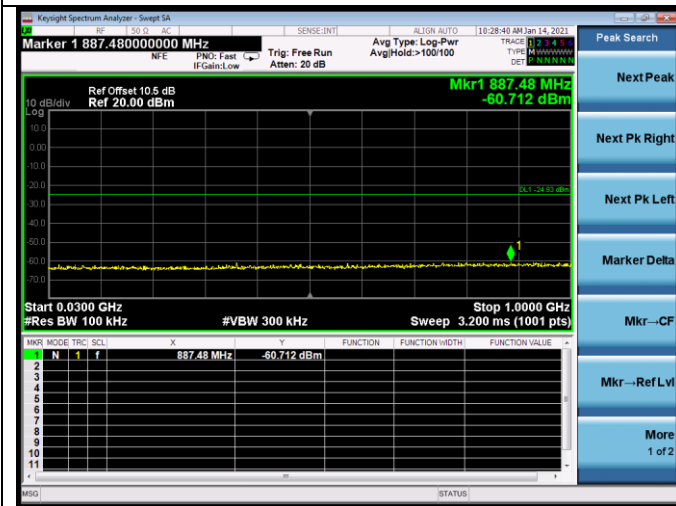 Keysight Spectrum Analyzer - Swept SA
RF 50 Ω AC SENSE:INT ALIGN AUTO 10:28:40 AM Jan 14, 2021
Marker 1 887.480000000 MHz
NFE
PNO: Fast
IFGain:Low
Trig: Free Run
Atten: 20 dB
Avg Type: Log-Pwr
Avg|Hold:>100/100
TRACE 1 2 3 4 5 6
TYPE M W W W W W
DET P N N N N N
Peak Search
Ref Offset 10.5 dB
10 dB/div Ref 20.00 dBm
Log
Mkr1 887.48 MHz
-60.712 dBm
10.0
0.00
-10.0
-20.0
DL1 -24.93 dBm
-30.0
-40.0
-50.0
1
-60.0
-70.0
Start 0.0300 GHz Stop 1.0000 GHz
#Res BW 100 kHz #VBW 300 kHz Sweep 3.200 ms (1001 pts)
MKR MODE TRC SCL X Y FUNCTION FUNCTION WIDTH FUNCTION VALUE
1 N 1 f 887.48 MHz -60.712 dBm
2
3
4
5
6
7
8
9
10
11
MSG STATUS
Next Peak
Next Pk Right
Next Pk Left
Marker Delta
Mkr→CF
Mkr→Ref Lvl
More
1 of 2